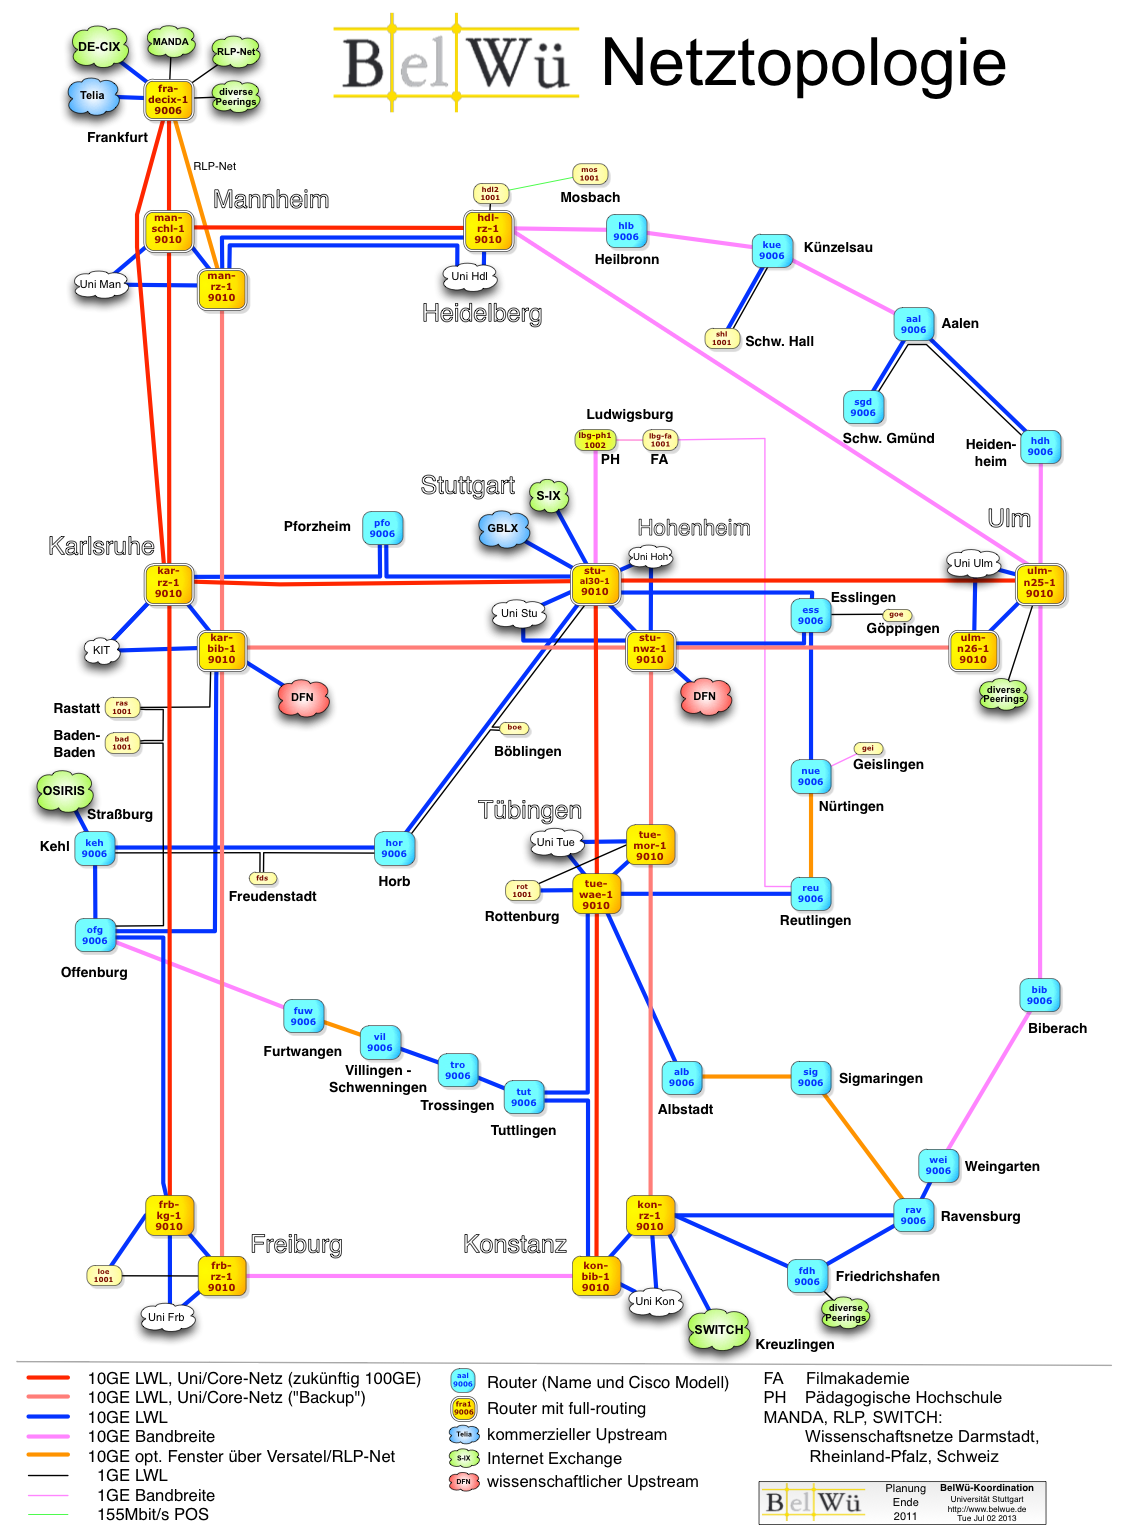 BelWü
Netztopologie
DE-CIX
MANDA
RLP-Net
Telia
fra-
decix-1
9006
diverse
Peerings
Frankfurt
RLP-Net
Mannheim
man-
schl-1
9010
hdl2
1001
mos
1001
Mosbach
hdl-
rz-1
9010
hlb
9006
Heilbronn
kue
9006
Künzelsau
Uni Man
man-
rz-1
9010
Uni Hdl
Heidelberg
shl
1001
Schw. Hall
aal
9006
Aalen
sgd
9006
Schw. Gmünd
Heiden-
heim
hdh
9006
Ludwigsburg
lbg-ph1
1002
PH
lbg-fa
1001
FA
Stuttgart
S-IX
GBLX
Hohenheim
Uni Hoh
Ulm
Uni Ulm
Pforzheim
pfo
9006
Karlsruhe
kar-
rz-1
9010
stu-
al30-1
9010
ulm-
n25-1
9010
Uni Stu
ess
9006
Esslingen
goe
Göppingen
KIT
kar-
bib-1
9010
stu-
nwz-1
9010
ulm-
n26-1
9010
DFN
DFN
diverse
Peerings
Rastatt
ras
1001
Baden-
Baden
bad
1001
boe
Böblingen
gei
Geislingen
nue
9006
Nürtingen
OSIRIS
Straßburg
Kehl
keh
9006
hor
9006
Horb
fds
Freudenstadt
Tübingen
Uni Tue
tue-
mor-1
9010
rot
1001
Rottenburg
tue-
wae-1
9010
reu
9006
Reutlingen
ofg
9006
Offenburg
fuw
9006
Furtwangen
vil
9006
Villingen -
Schwenningen
tro
9006
Trossingen
tut
9006
Tuttlingen
bib
9006
Biberach
alb
9006
Albstadt
sig
9006
Sigmaringen
wei
9006
Weingarten
rav
9006
Ravensburg
frb-
kg-1
9010
Freiburg
Konstanz
kon-
rz-1
9010
loe
1001
frb-
rz-1
9010
kon-
bib-1
9010
fdh
9006
Friedrichshafen
Uni Frb
Uni Kon
diverse
Peerings
SWITCH
Kreuzlingen
10GE LWL, Uni/Core-Netz (zukünftig 100GE)
10GE LWL, Uni/Core-Netz ("Backup")
10GE LWL
10GE Bandbreite
10GE opt. Fenster über Versatel/RLP-Net
1GE LWL
1GE Bandbreite
155Mbit/s POS
aal
9006
Router (Name und Cisco Modell)
fra1
9006
Router mit full-routing
Telia
kommerzieller Upstream
S-IX
Internet Exchange
DFN
wissenschaftlicher Upstream
FA Filmakademie
PH Pädagogische Hochschule
MANDA, RLP, SWITCH:
Wissenschaftsnetze Darmstadt,
Rheinland-Pfalz, Schweiz
BelWü
Planung
Ende
2011
BelWü-Koordination
Universität Stuttgart
http://www.belwue.de
Tue Jul 02 2013